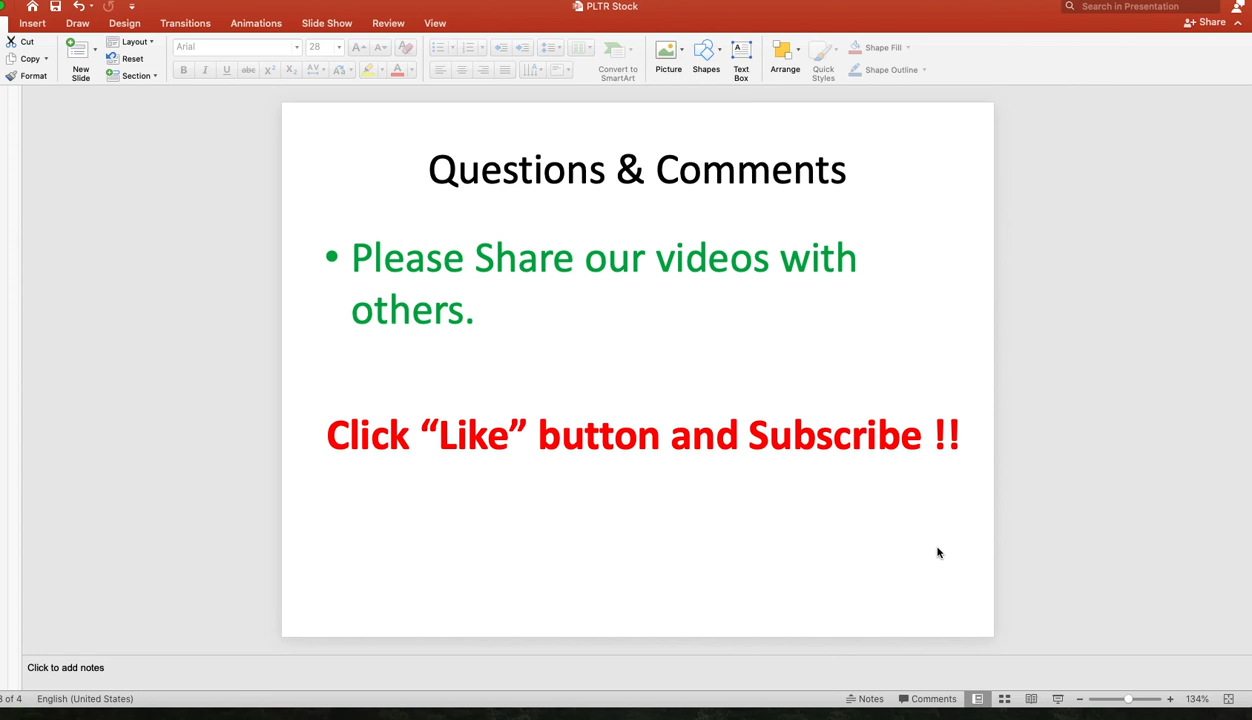 PLTR Stock
Search in Presentation
Insert Draw Design Transitions Animations Slide Show Review View
Share
Cut
Copy
Format
New Slide
Layout
Reset
Section
Arial 28
Convert to SmartArt
Picture
Shapes
Text Box
Arrange
Quick Styles
Shape Fill
Shape Outline
Questions & Comments
• Please Share our videos with
others.
Click “Like” button and Subscribe !!
Click to add notes
of 4 English (United States) Notes Comments 134%